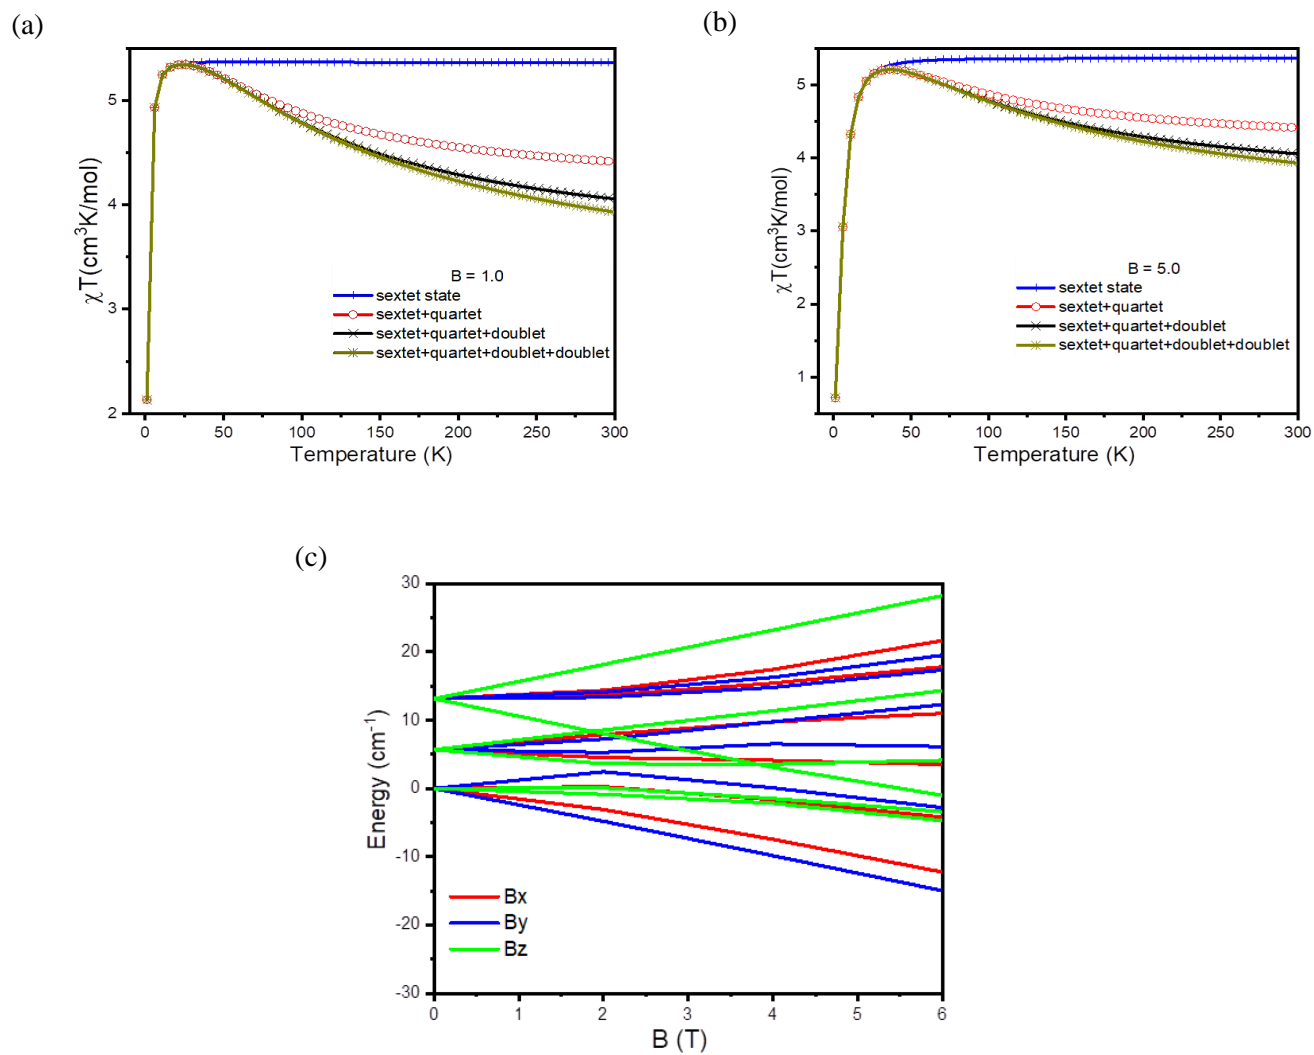 (a)
χT(cm³K/mol)
5
4
3
2
B = 1.0
sextet state
sextet+quartet
sextet+quartet+doublet
sextet+quartet+doublet+doublet
0 50 100 150 200 250 300
Temperature (K)
(b)
χT(cm³K/mol)
5
4
3
2
1
B = 5.0
sextet state
sextet+quartet
sextet+quartet+doublet
sextet+quartet+doublet+doublet
0 50 100 150 200 250 300
Temperature (K)
(c)
Energy (cm⁻¹)
30
20
10
0
-10
-20
-30
Bx
By
Bz
0 1 2 3 4 5 6
B (T)